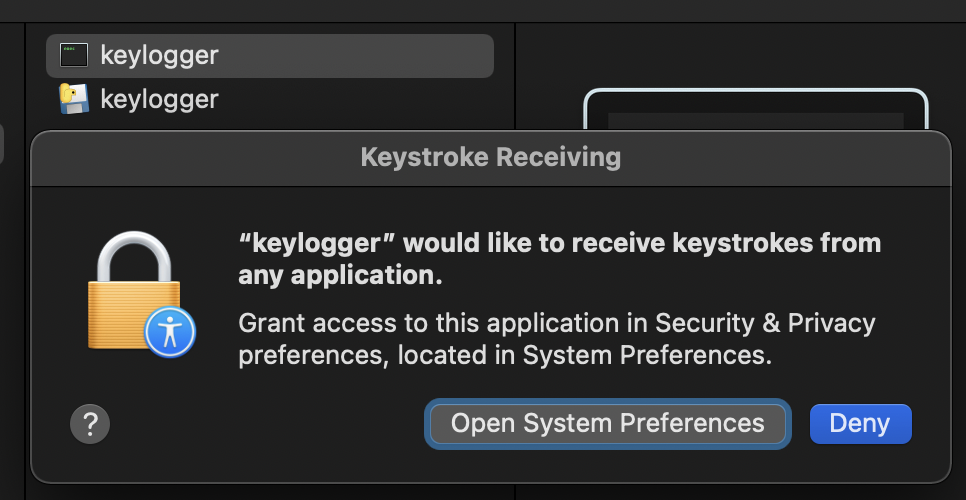 keylogger
keylogger
Keystroke Receiving
“keylogger” would like to receive keystrokes from
any application.
Grant access to this application in Security & Privacy
preferences, located in System Preferences.
?
Open System Preferences
Deny